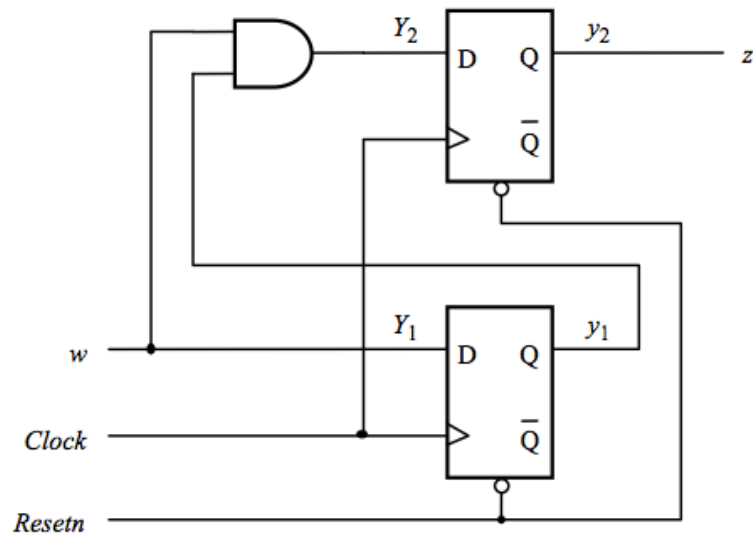 Y₂ y₂
D Q z
Q̅
Y₁ y₁
w D Q
Clock Q̅
Resetn